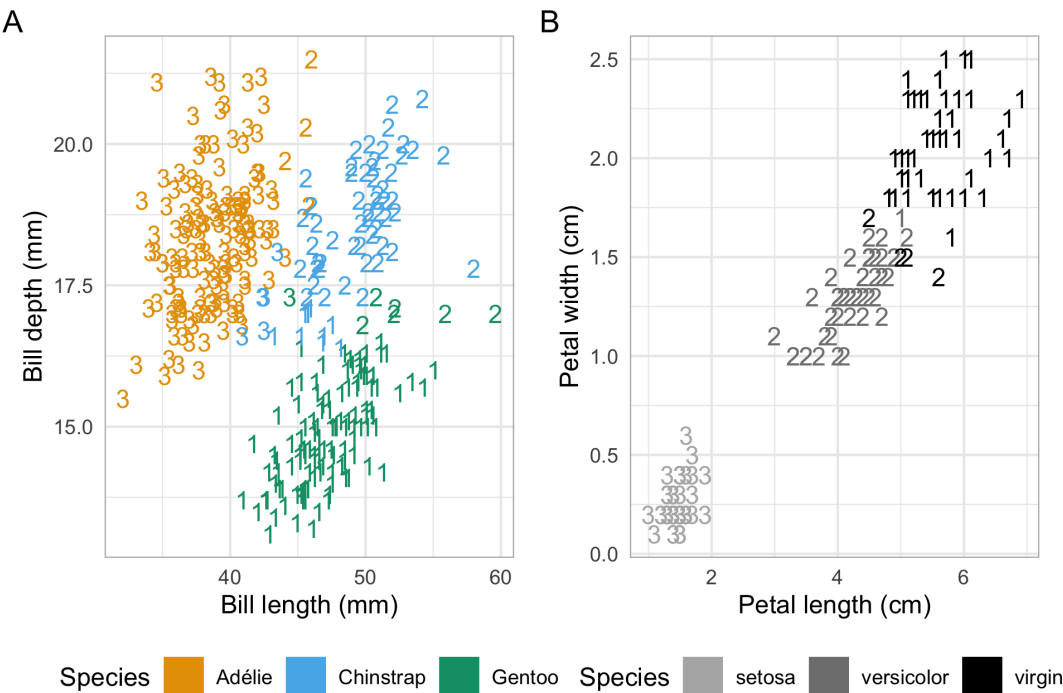 A
B
20.0
17.5
15.0
Bill depth (mm)
40 50 60
Bill length (mm)
2.5
2.0
1.5
1.0
0.5
0.0
Petal width (cm)
2 4 6
Petal length (cm)
Species Adélie Chinstrap Gentoo
Species setosa versicolor virgin